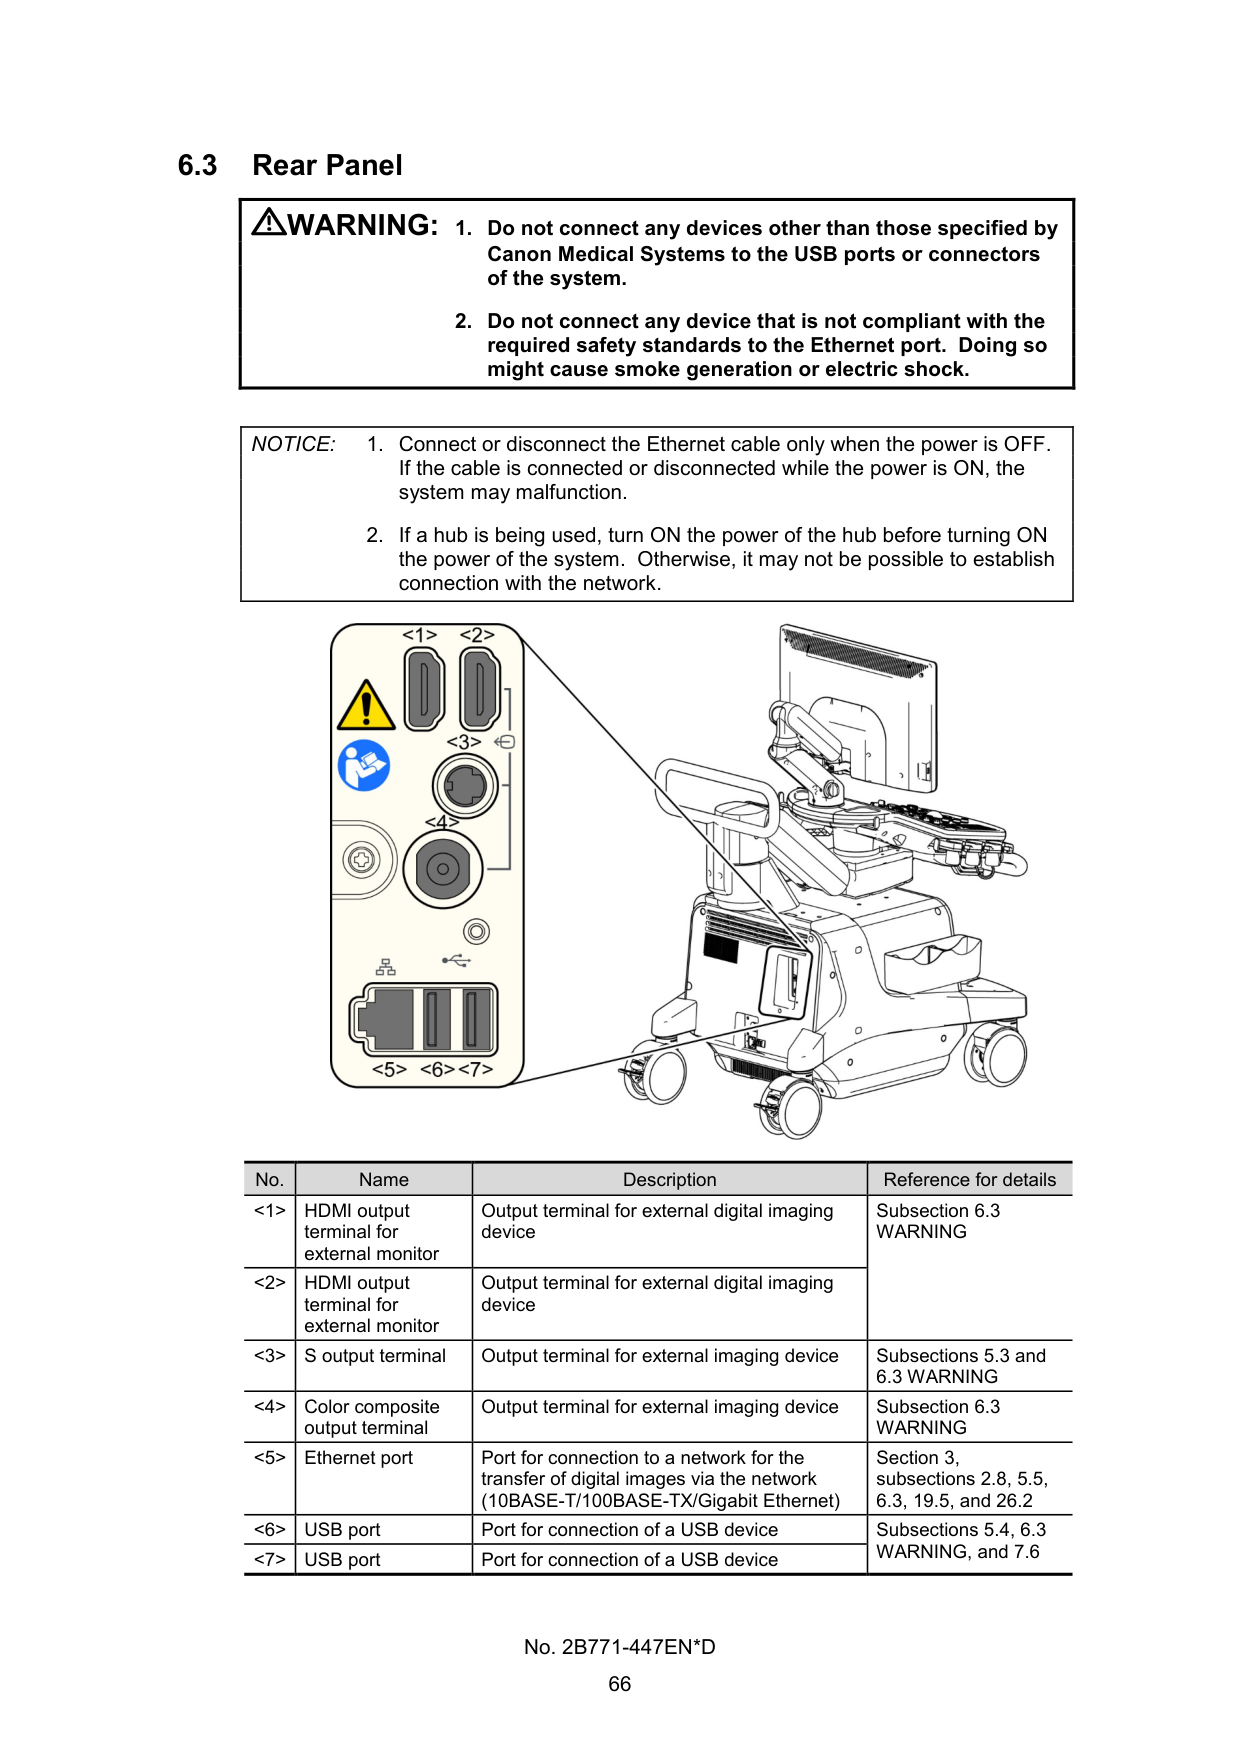 6.3 Rear Panel
⚠WARNING: 1. Do not connect any devices other than those specified by
Canon Medical Systems to the USB ports or connectors
of the system.
2. Do not connect any device that is not compliant with the
required safety standards to the Ethernet port. Doing so
might cause smoke generation or electric shock.
NOTICE: 1. Connect or disconnect the Ethernet cable only when the power is OFF.
If the cable is connected or disconnected while the power is ON, the
system may malfunction.
2. If a hub is being used, turn ON the power of the hub before turning ON
the power of the system. Otherwise, it may not be possible to establish
connection with the network.
<1> <2>
<3>
<4>
<5> <6> <7>
No. Name Description Reference for details
<1> HDMI output Output terminal for external digital imaging Subsection 6.3
terminal for device WARNING
external monitor
<2> HDMI output Output terminal for external digital imaging
terminal for device
external monitor
<3> S output terminal Output terminal for external imaging device Subsections 5.3 and
6.3 WARNING
<4> Color composite Output terminal for external imaging device Subsection 6.3
output terminal WARNING
<5> Ethernet port Port for connection to a network for the Section 3,
transfer of digital images via the network subsections 2.8, 5.5,
(10BASE-T/100BASE-TX/Gigabit Ethernet) 6.3, 19.5, and 26.2
<6> USB port Port for connection of a USB device Subsections 5.4, 6.3
WARNING, and 7.6
<7> USB port Port for connection of a USB device
No. 2B771-447EN*D
66